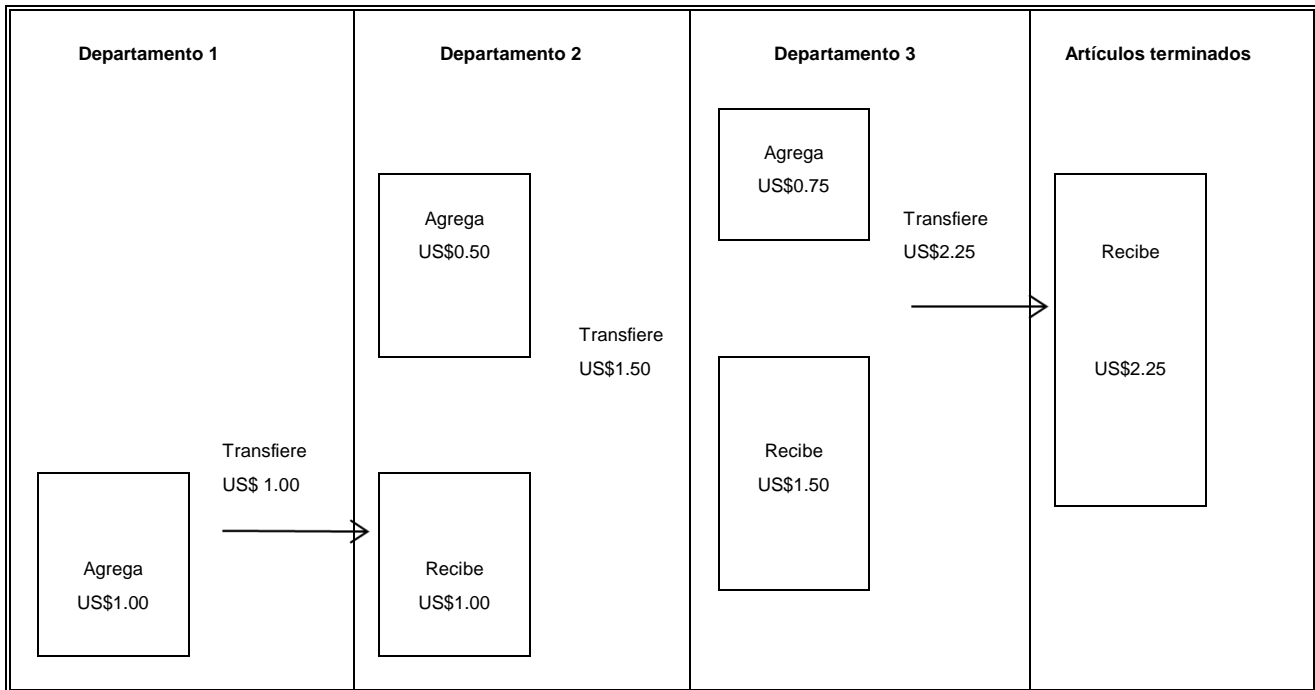 Departamento 1
Departamento 2
Departamento 3
Artículos terminados
Agrega
US$1.00
Transfiere
US$ 1.00
Agrega
US$0.50
Recibe
US$1.00
Transfiere
US$1.50
Agrega
US$0.75
Recibe
US$1.50
Transfiere
US$2.25
Recibe
US$2.25